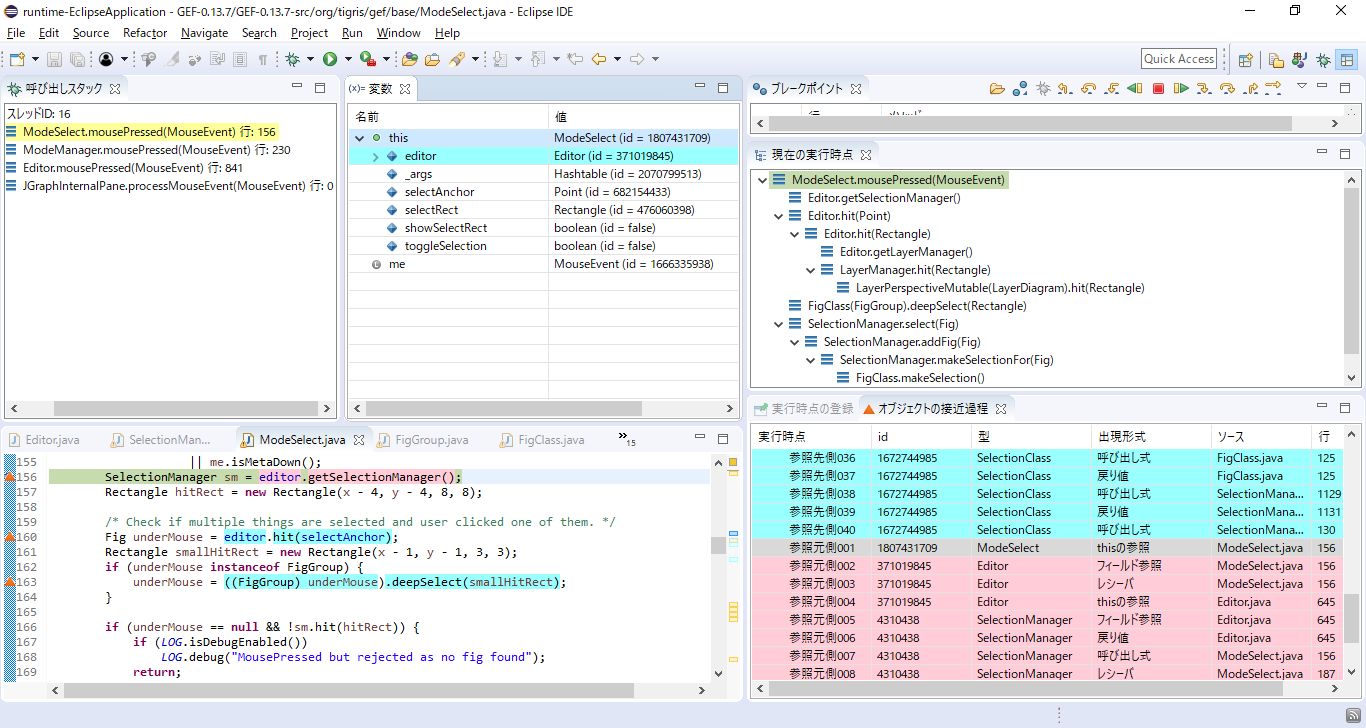 runtime-EclipseApplication - GEF-0.13.7/GEF-0.13.7-src/org/tigris/gef/base/ModeSelect.java - Eclipse IDE
File Edit Source Refactor Navigate Search Project Run Window Help
Quick Access
呼び出しスタック
スレッドID: 16
ModeSelect.mousePressed(MouseEvent) 行: 156
ModeManager.mousePressed(MouseEvent) 行: 230
Editor.mousePressed(MouseEvent) 行: 841
JGraphInternalPane.processMouseEvent(MouseEvent) 行: 0
(x)= 変数
名前 値
this ModeSelect (id = 1807431709)
editor Editor (id = 371019845)
_args Hashtable (id = 2070799513)
selectAnchor Point (id = 682154433)
selectRect Rectangle (id = 476060398)
showSelectRect boolean (id = false)
toggleSelection boolean (id = false)
me MouseEvent (id = 1666335938)
ブレークポイント
現在の実行時点
ModeSelect.mousePressed(MouseEvent)
Editor.getSelectionManager()
Editor.hit(Point)
Editor.hit(Rectangle)
Editor.getLayerManager()
LayerManager.hit(Rectangle)
LayerPerspectiveMutable(LayerDiagram).hit(Rectangle)
FigClass(FigGroup).deepSelect(Rectangle)
SelectionManager.select(Fig)
SelectionManager.addFig(Fig)
SelectionManager.makeSelectionFor(Fig)
FigClass.makeSelection()
Editor.java SelectionMan... ModeSelect.java FigGroup.java FigClass.java »15
155 || me.isMetaDown();
156 SelectionManager sm = editor.getSelectionManager();
157 Rectangle hitRect = new Rectangle(x - 4, y - 4, 8, 8);
158
159 /* Check if multiple things are selected and user clicked one of them. */
160 Fig underMouse = editor.hit(selectAnchor);
161 Rectangle smallHitRect = new Rectangle(x - 1, y - 1, 3, 3);
162 if (underMouse instanceof FigGroup) {
163 underMouse = ((FigGroup) underMouse).deepSelect(smallHitRect);
164 }
165
166 if (underMouse == null && !sm.hit(hitRect)) {
167 if (LOG.isDebugEnabled())
168 LOG.debug("MousePressed but rejected as no fig found");
169 return;
実行時点の登録 オブジェクトの接近過程
実行時点 id 型 出現形式 ソース 行
参照先側036 1672744985 SelectionClass 呼び出し式 FigClass.java 125
参照先側037 1672744985 SelectionClass 戻り値 FigClass.java 125
参照先側038 1672744985 SelectionClass 呼び出し式 SelectionMana... 1129
参照先側039 1672744985 SelectionClass 戻り値 SelectionMana... 1131
参照先側040 1672744985 SelectionClass 呼び出し式 SelectionMana... 130
参照元側001 1807431709 ModeSelect thisの参照 ModeSelect.java 156
参照元側002 371019845 Editor フィールド参照 ModeSelect.java 156
参照元側003 371019845 Editor レシーバ ModeSelect.java 156
参照元側004 371019845 Editor thisの参照 Editor.java 645
参照元側005 4310438 SelectionManager フィールド参照 Editor.java 645
参照元側006 4310438 SelectionManager 戻り値 Editor.java 645
参照元側007 4310438 SelectionManager 呼び出し式 ModeSelect.java 156
参照元側008 4310438 SelectionManager レシーバ ModeSelect.java 187